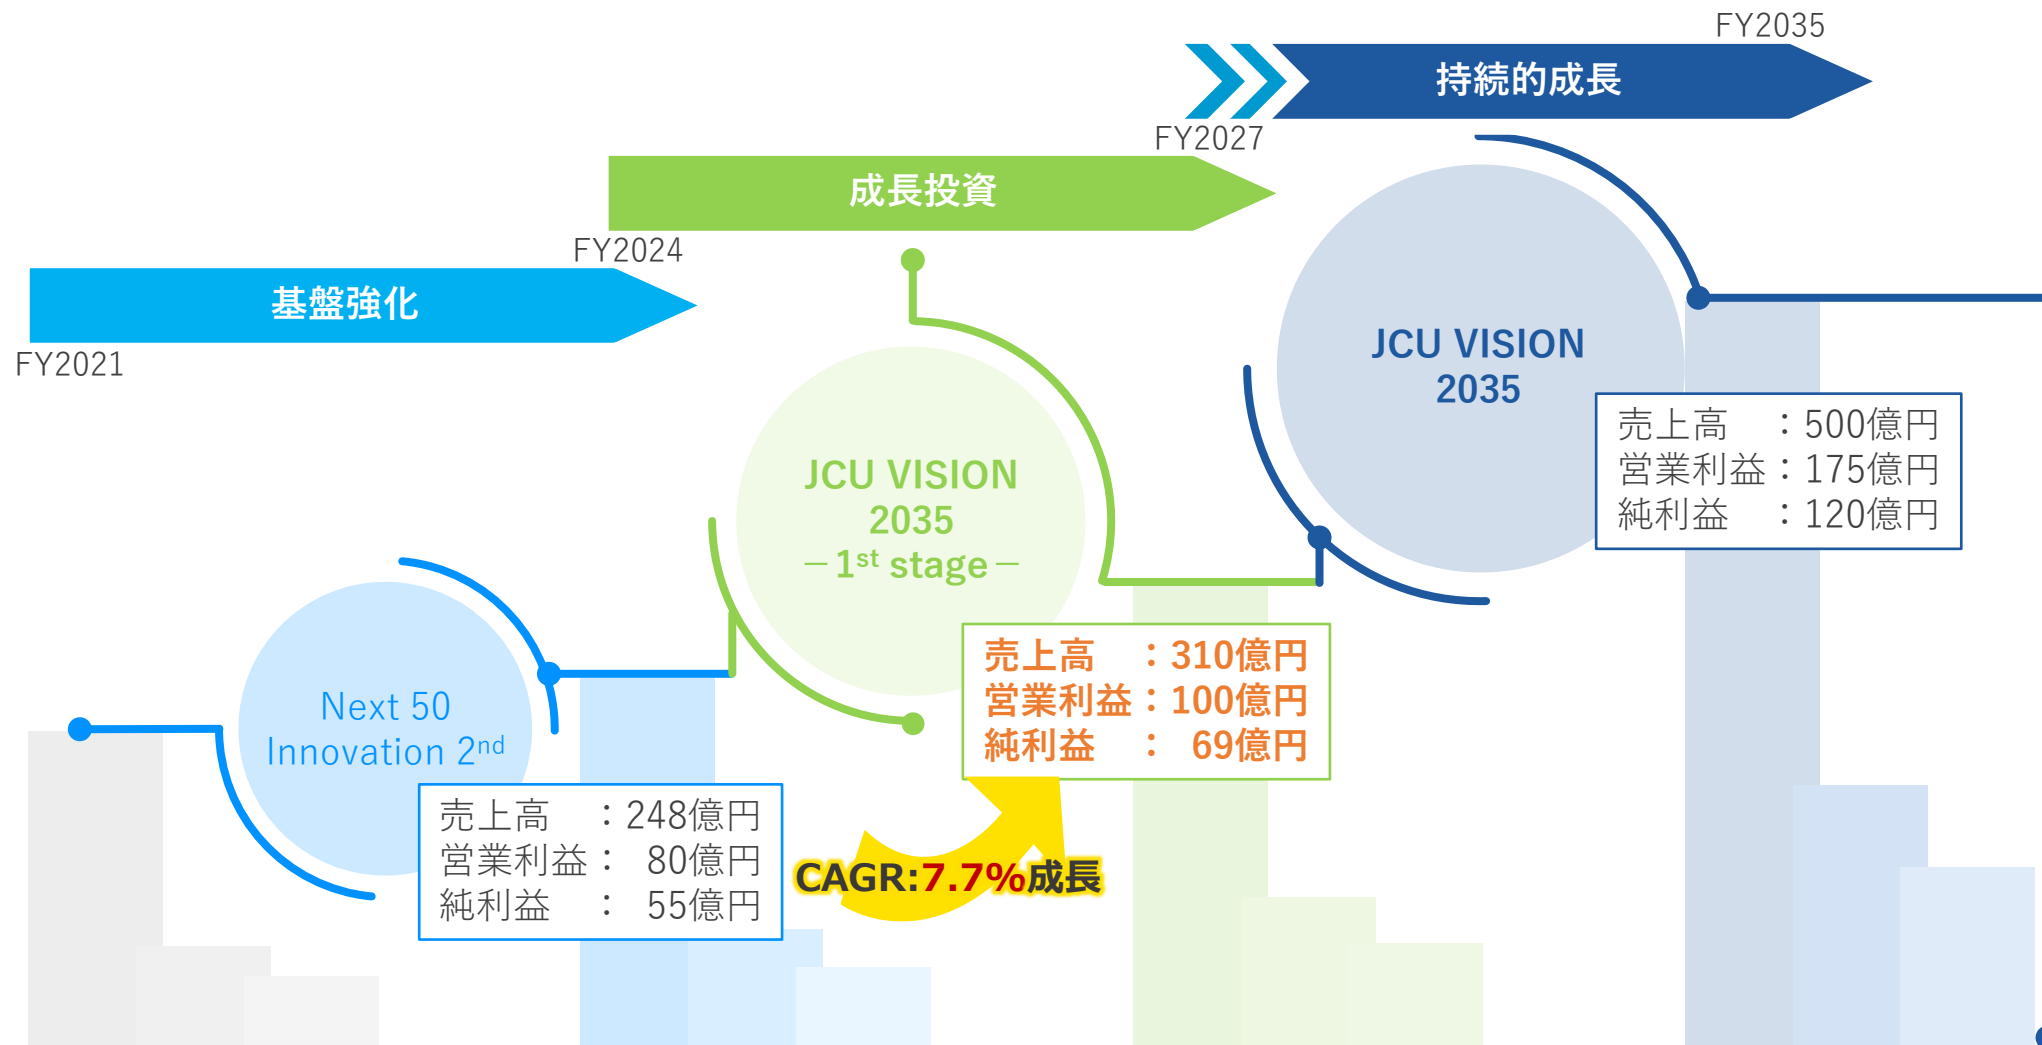 FY2035
持続的成長
FY2027
成長投資
FY2024
基盤強化
FY2021
JCU VISION
2035
売上高 ：500億円
営業利益：175億円
純利益 ：120億円
JCU VISION
2035
－1st stage－
売上高 ：310億円
営業利益：100億円
純利益 ： 69億円
Next 50
Innovation 2nd
売上高 ：248億円
営業利益： 80億円
純利益 ： 55億円
CAGR:7.7%成長